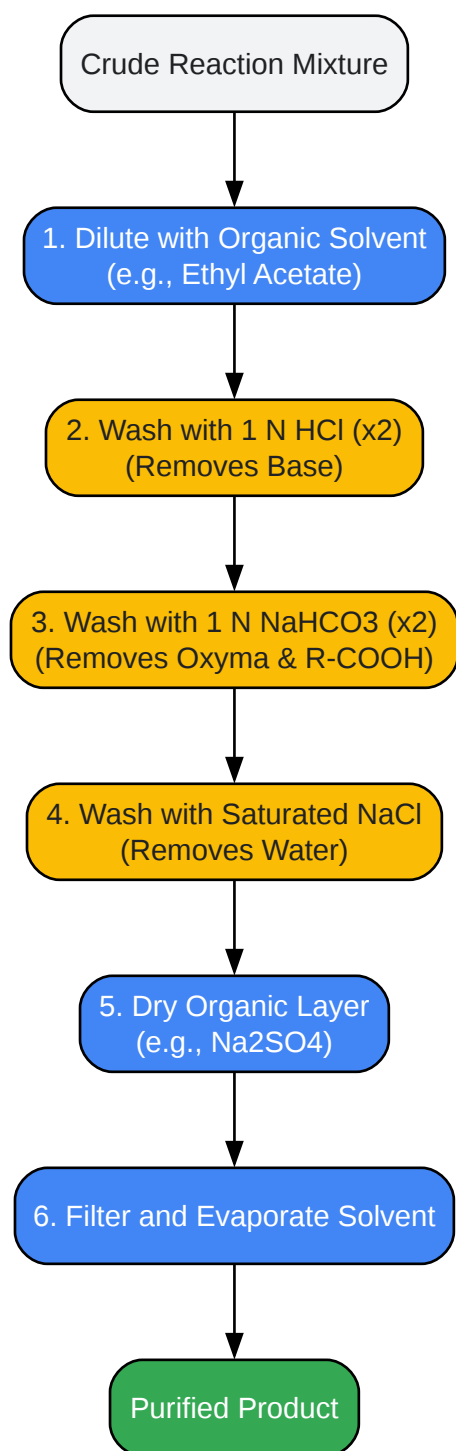 Crude Reaction Mixture
1. Dilute with Organic Solvent
(e.g., Ethyl Acetate)
2. Wash with 1 N HCl (x2)
(Removes Base)
3. Wash with 1 N NaHCO3 (x2)
(Removes Oxyma & R-COOH)
4. Wash with Saturated NaCl
(Removes Water)
5. Dry Organic Layer
(e.g., Na2SO4)
6. Filter and Evaporate Solvent
Purified Product